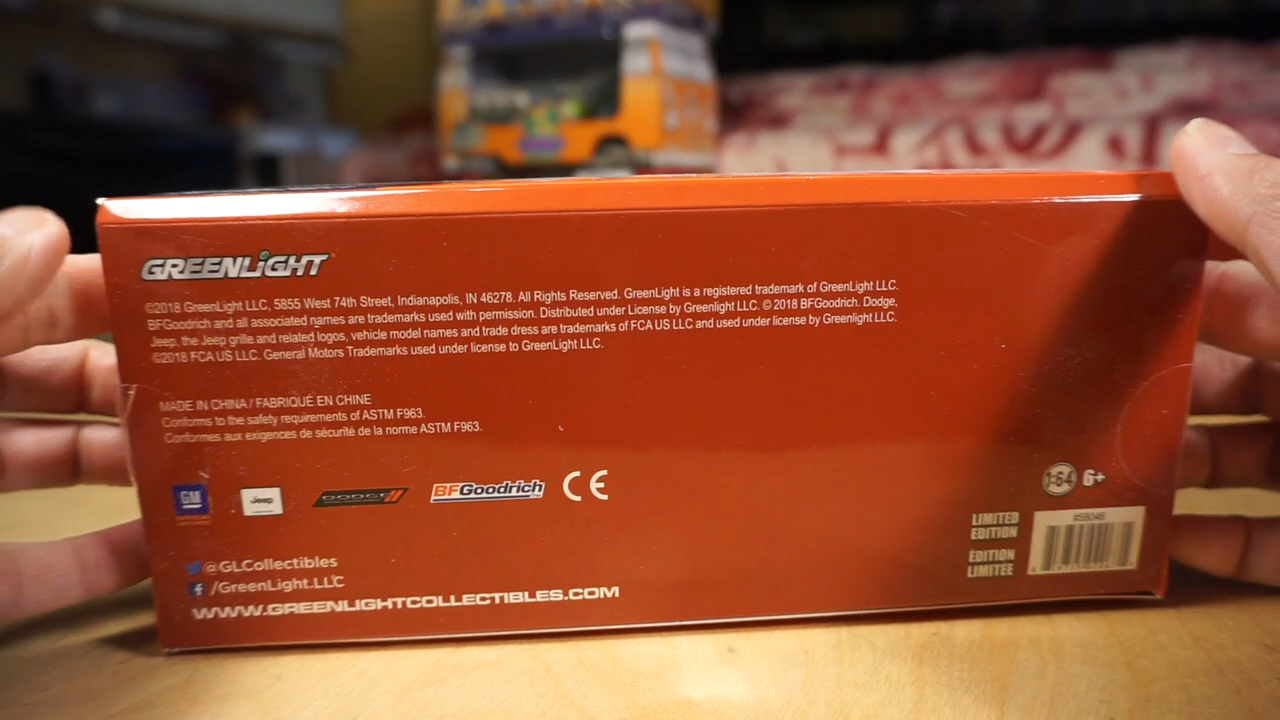 GREENLiGHT
©2018 GreenLight LLC, 5855 West 74th Street, Indianapolis, IN 46278. All Rights Reserved. GreenLight is a registered trademark of GreenLight LLC.
BFGoodrich and all associated names are trademarks used with permission. Distributed under License by Greenlight LLC. © 2018 BFGoodrich. Dodge,
Jeep, the Jeep grille and related logos, vehicle model names and trade dress are trademarks of FCA US LLC and used under license by Greenlight LLC.
©2018 FCA US LLC. General Motors Trademarks used under license to GreenLight LLC.
MADE IN CHINA / FABRIQUÉ EN CHINE
Conforms to the safety requirements of ASTM F963.
Conformes aux exigences de sécurité de la norme ASTM F963.
GM Jeep DODGE BFGoodrich CE
1:64 6+
LIMITED
EDITION
ÉDITION
LIMITÉE
#58046
@GLCollectibles
/GreenLight.LLC
WWW.GREENLIGHTCOLLECTIBLES.COM